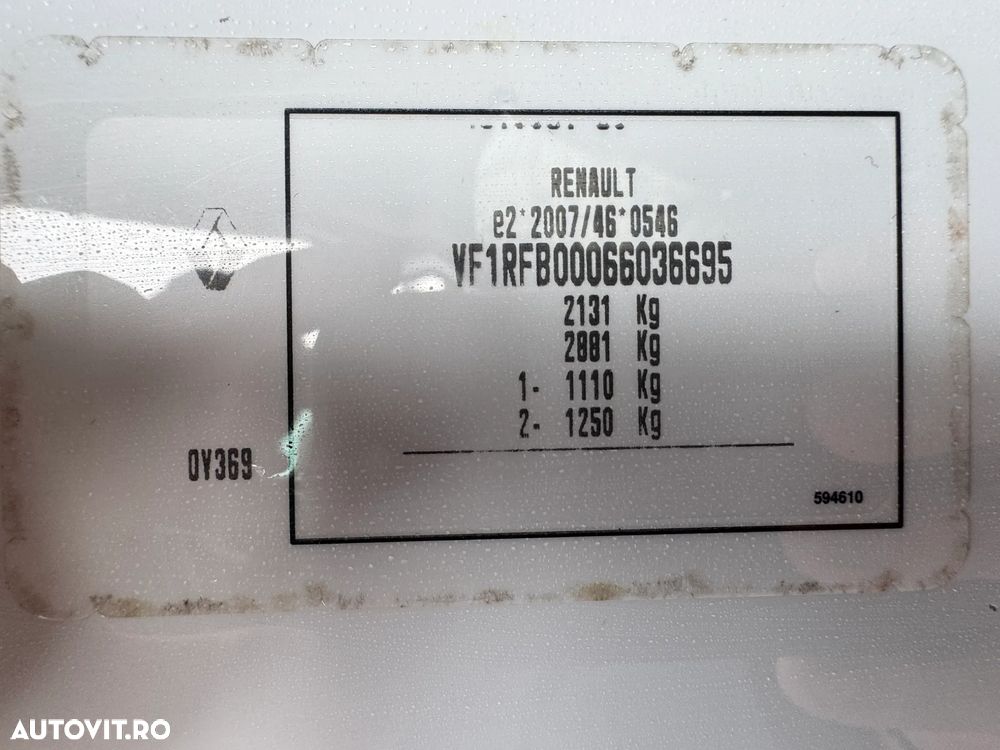 RENAULT
e2*2007/46*0546
VF1RFB00066036695
2131 Kg
2881 Kg
1- 1110 Kg
2- 1250 Kg
0Y369
594610
AUTOVIT.RO